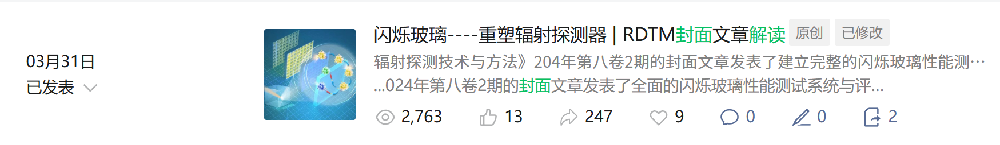 闪烁玻璃----重塑辐射探测器 | RDTM封面文章解读 原创 已修改
辐射探测技术与方法》204年第八卷2期的封面文章发表了建立完整的闪烁玻璃性能测…
...024年第八卷2期的封面文章发表了全面的闪烁玻璃性能测试系统与评...
03月31日
已发表
2,763 13 247 9 0 0 2